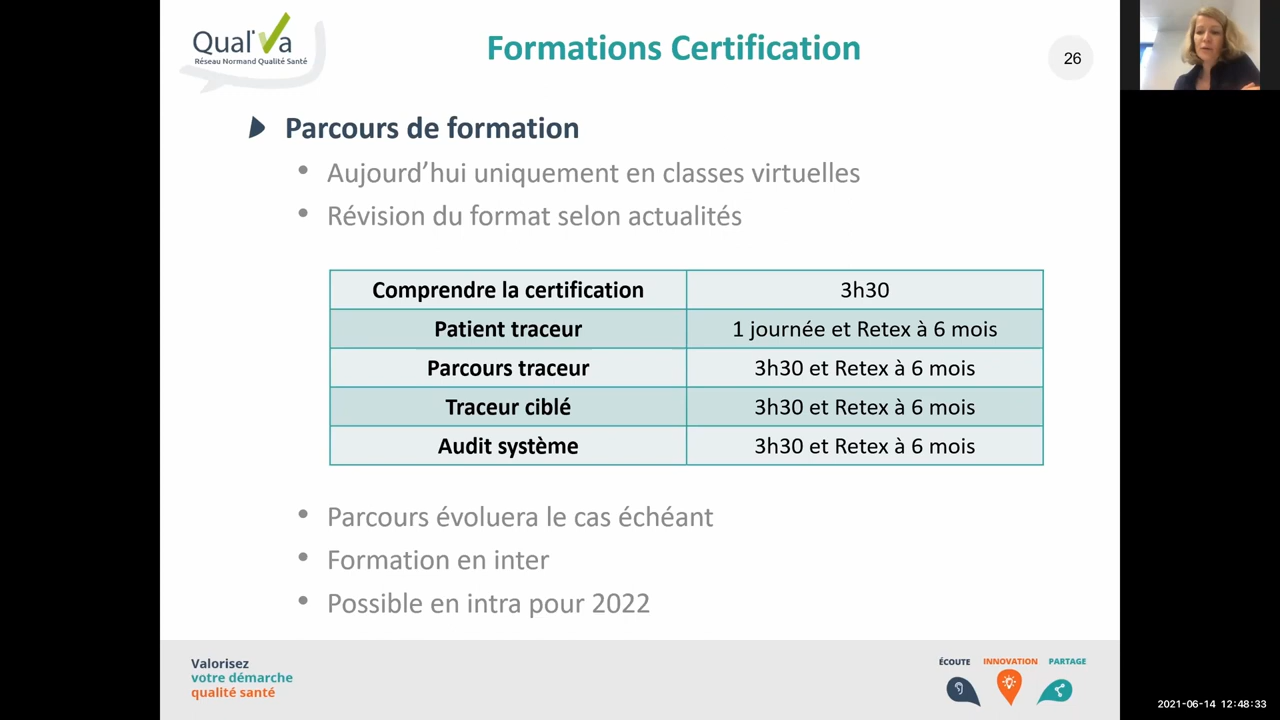 Qual'Va
Réseau Normand Qualité Santé
Formations Certification
26
Parcours de formation
• Aujourd’hui uniquement en classes virtuelles
• Révision du format selon actualités
Comprendre la certification 3h30
Patient traceur 1 journée et Retex à 6 mois
Parcours traceur 3h30 et Retex à 6 mois
Traceur ciblé 3h30 et Retex à 6 mois
Audit système 3h30 et Retex à 6 mois
• Parcours évoluera le cas échéant
• Formation en inter
• Possible en intra pour 2022
Valorisez
votre démarche
qualité santé
ÉCOUTE INNOVATION PARTAGE
2021-06-14 12:48:33